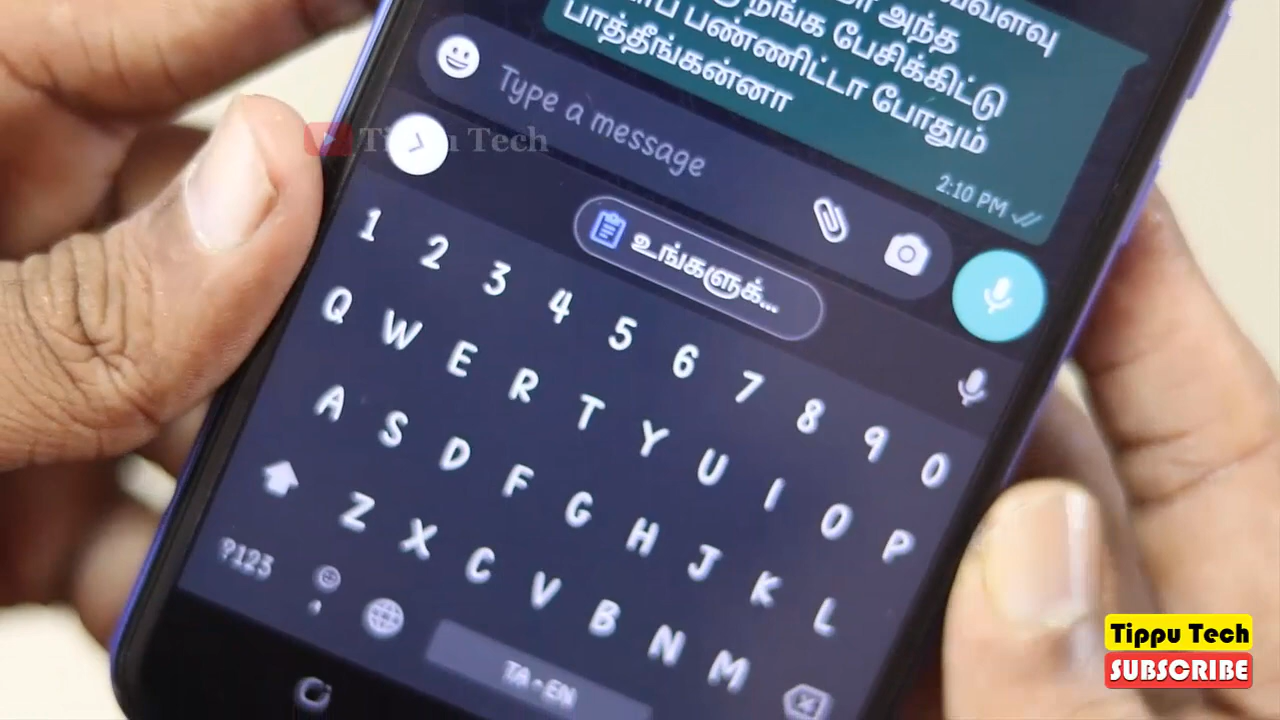 அந்த
நீங்க பேசிக்கிட்டு
பண்ணிட்டா போதும்
பாத்தீங்கன்னா
2:10 PM
Type a message
Tippu Tech
உங்களுக்...
1 2 3 4 5 6 7 8 9 0
Q W E R T Y U I O P
A S D F G H J K L
Z X C V B N M
?123
TA • EN
Tippu Tech
SUBSCRIBE